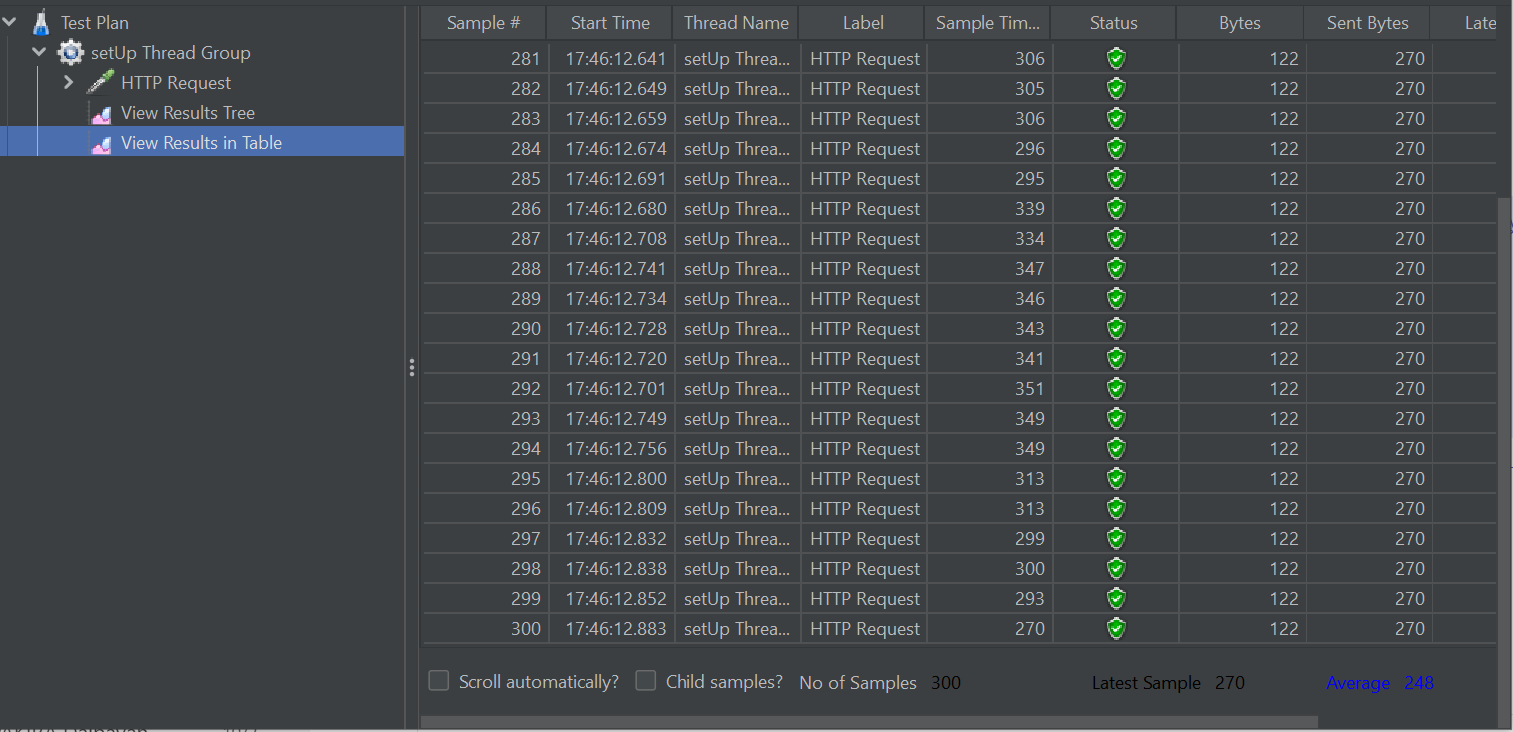 Test Plan
setUp Thread Group
HTTP Request
View Results Tree
View Results in Table
Sample # Start Time Thread Name Label Sample Tim... Status Bytes Sent Bytes Late
281 17:46:12.641 setUp Threa... HTTP Request 306 122 270
282 17:46:12.649 setUp Threa... HTTP Request 305 122 270
283 17:46:12.659 setUp Threa... HTTP Request 306 122 270
284 17:46:12.674 setUp Threa... HTTP Request 296 122 270
285 17:46:12.691 setUp Threa... HTTP Request 295 122 270
286 17:46:12.680 setUp Threa... HTTP Request 339 122 270
287 17:46:12.708 setUp Threa... HTTP Request 334 122 270
288 17:46:12.741 setUp Threa... HTTP Request 347 122 270
289 17:46:12.734 setUp Threa... HTTP Request 346 122 270
290 17:46:12.728 setUp Threa... HTTP Request 343 122 270
291 17:46:12.720 setUp Threa... HTTP Request 341 122 270
292 17:46:12.701 setUp Threa... HTTP Request 351 122 270
293 17:46:12.749 setUp Threa... HTTP Request 349 122 270
294 17:46:12.756 setUp Threa... HTTP Request 349 122 270
295 17:46:12.800 setUp Threa... HTTP Request 313 122 270
296 17:46:12.809 setUp Threa... HTTP Request 313 122 270
297 17:46:12.832 setUp Threa... HTTP Request 299 122 270
298 17:46:12.838 setUp Threa... HTTP Request 300 122 270
299 17:46:12.852 setUp Threa... HTTP Request 293 122 270
300 17:46:12.883 setUp Threa... HTTP Request 270 122 270
Scroll automatically? Child samples? No of Samples 300 Latest Sample 270 Average 248